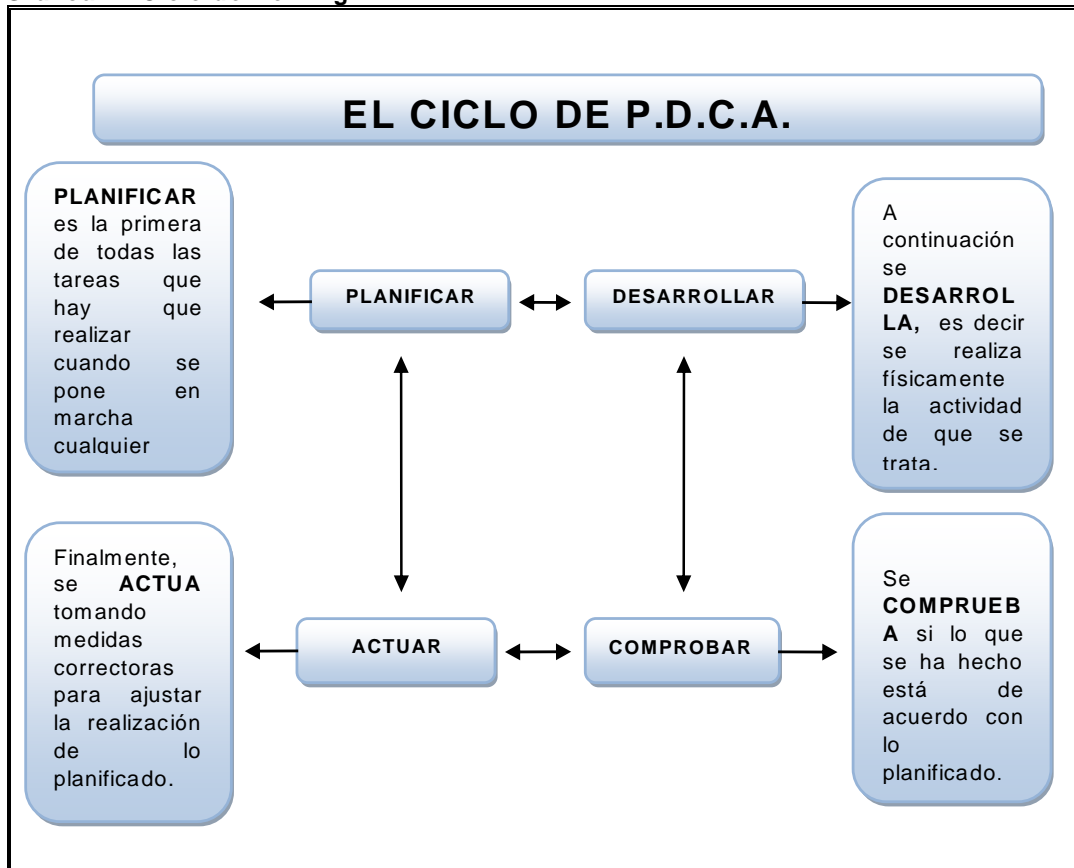 EL CICLO DE P.D.C.A.
PLANIFICAR
es la primera
de todas las
tareas que
hay que
realizar
cuando se
pone en
marcha
cualquier
PLANIFICAR
DESARROLLAR
A
continuación
se
DESARROL
LA, es decir
se realiza
físicamente
la actividad
de que se
trata.
Finalmente,
se ACTUA
tomando
medidas
correctoras
para ajustar
la realización
de lo
planificado.
ACTUAR
COMPROBAR
Se
COMPRUEB
A si lo que
se ha hecho
está de
acuerdo con
lo
planificado.